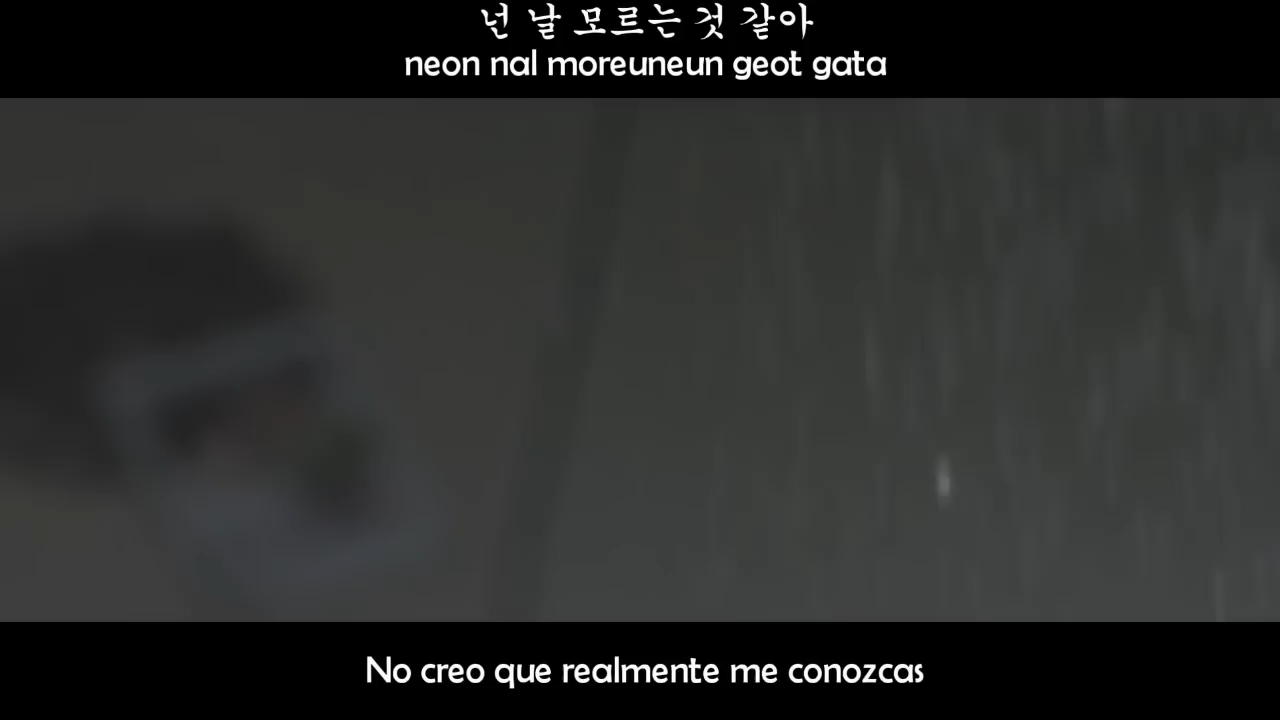 넌 날 모르는 것 같아
neon nal moreuneun geot gata
No creo que realmente me conozcas